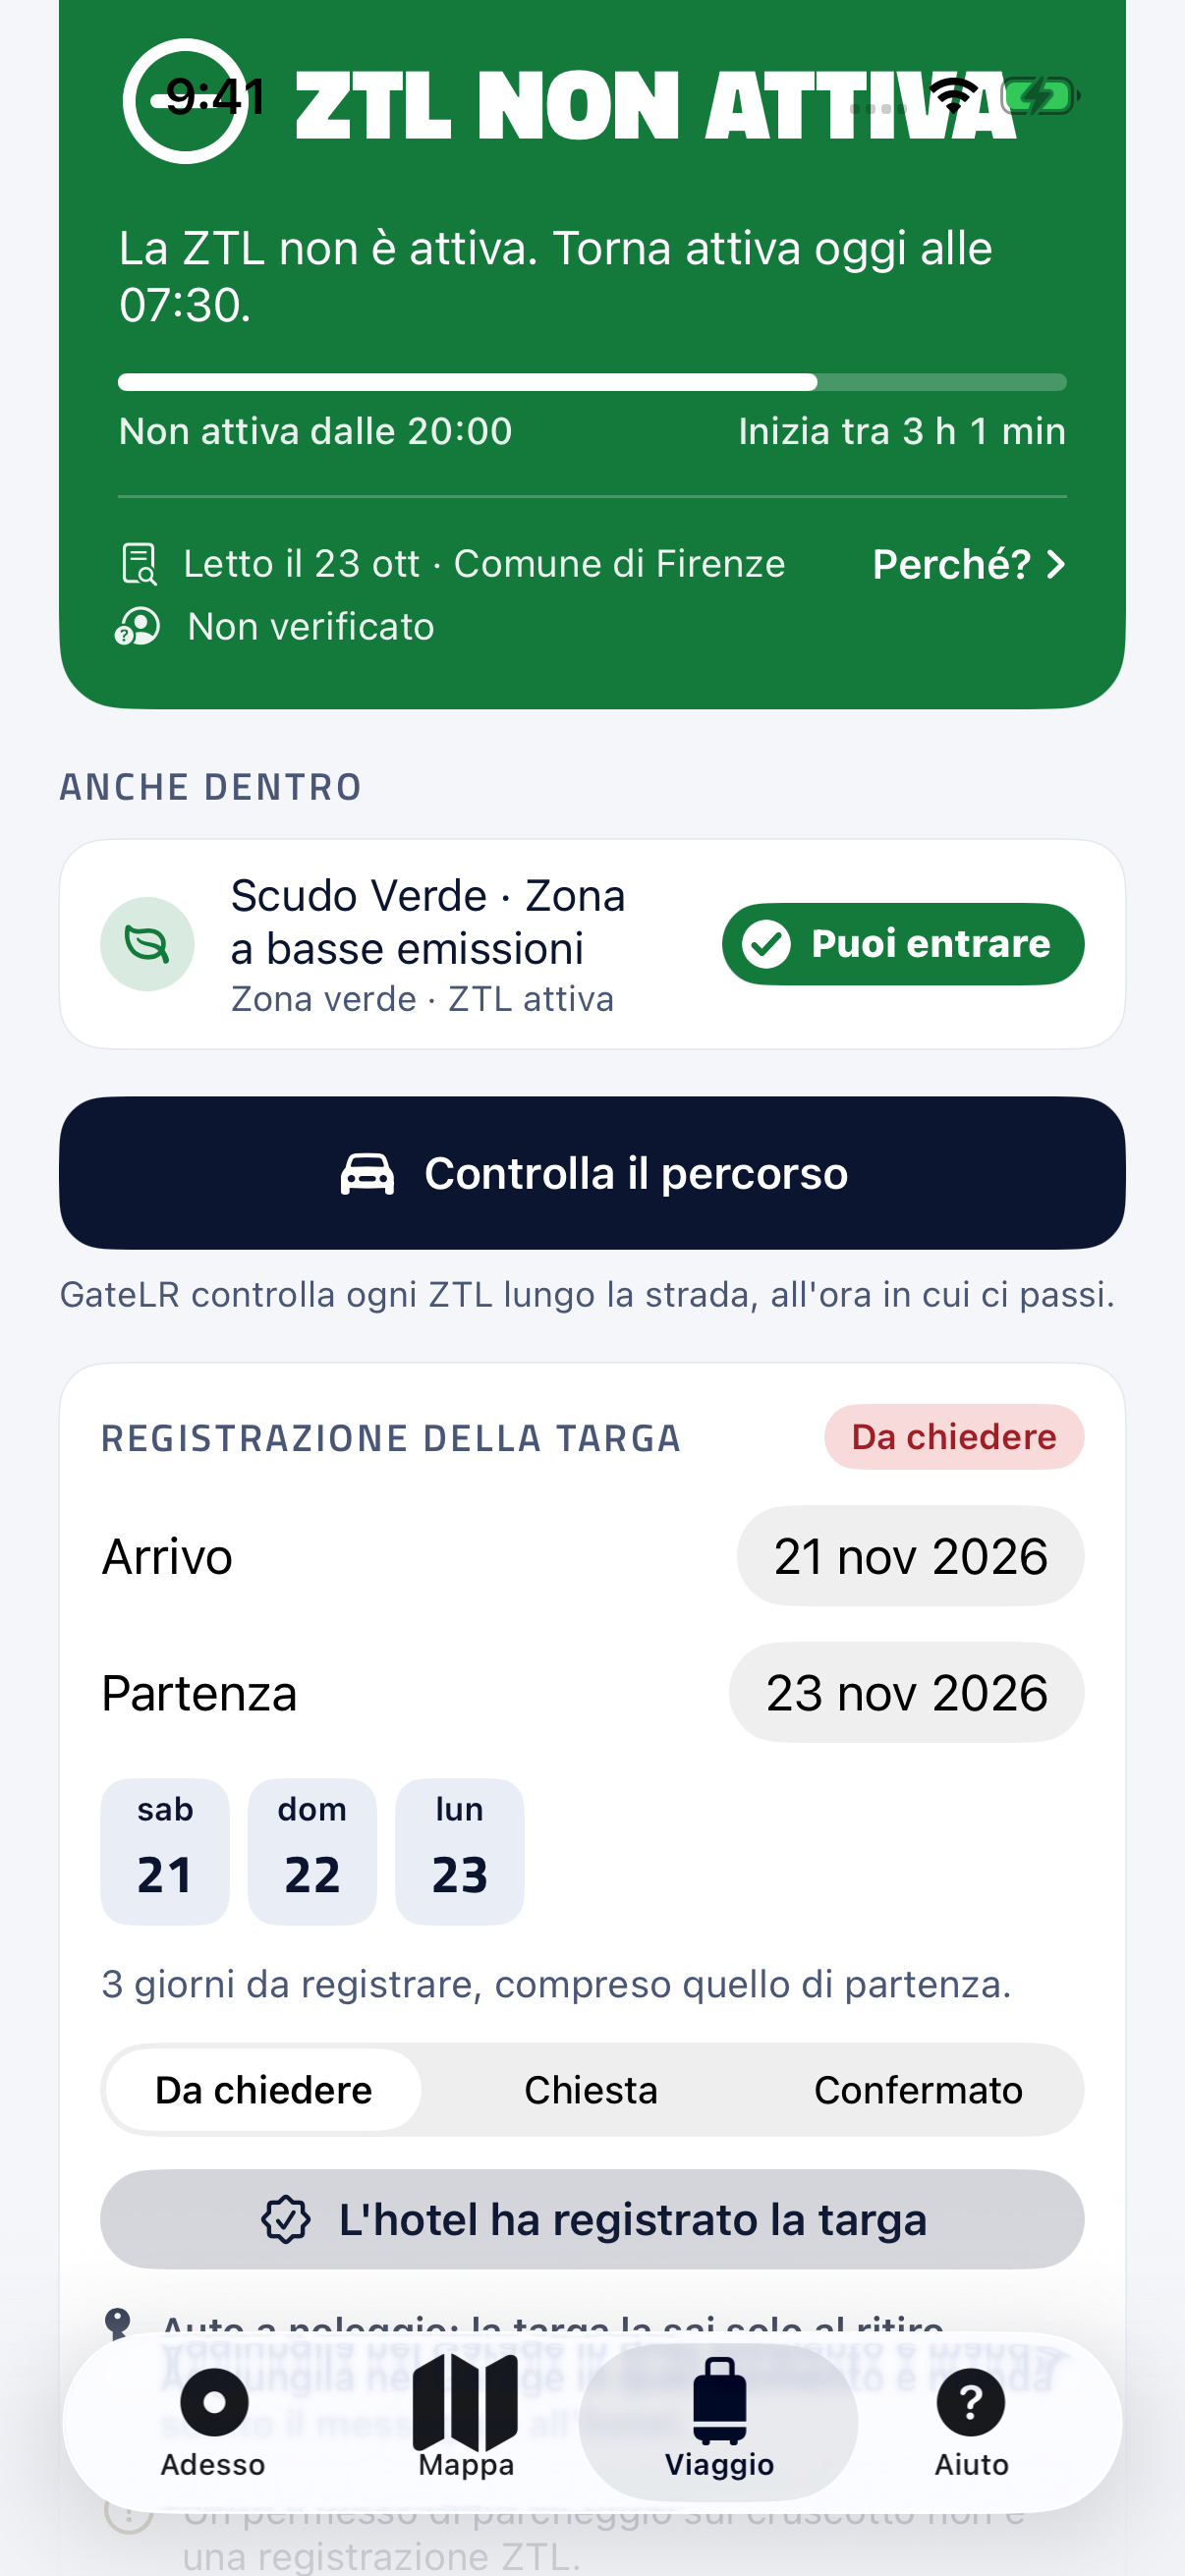 9:41
ZTL NON ATTIVA
La ZTL non è attiva. Torna attiva oggi alle
07:30.
Non attiva dalle 20:00
Inizia tra 3 h 1 min
Letto il 23 ott · Comune di Firenze
Perché?
Non verificato
ANCHE DENTRO
Scudo Verde · Zona
a basse emissioni
Zona verde · ZTL attiva
Puoi entrare
Controlla il percorso
GateLR controlla ogni ZTL lungo la strada, all'ora in cui ci passi.
REGISTRAZIONE DELLA TARGA
Da chiedere
Arrivo
21 nov 2026
Partenza
23 nov 2026
sab
21
dom
22
lun
23
3 giorni da registrare, compreso quello di partenza.
Da chiedere
Chiesta
Confermato
L'hotel ha registrato la targa
Auto a noleggio: la targa la sai solo al ritiro.
Adesso
Mappa
Viaggio
Aiuto
Un permesso di parcheggio sul cruscotto non è
una registrazione ZTL.